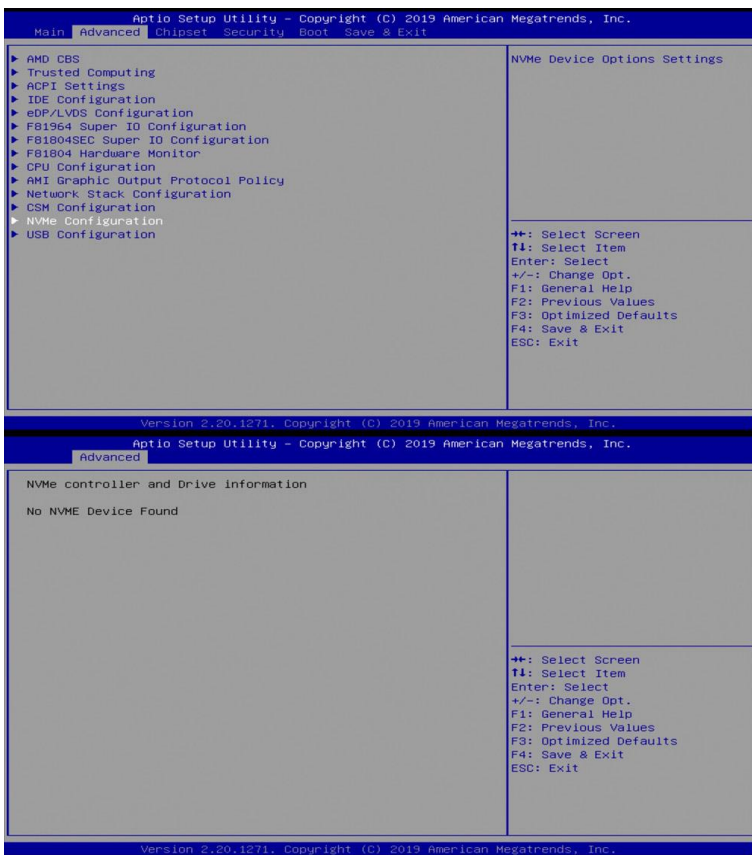 Aptio Setup Utility – Copyright (C) 2019 American Megatrends, Inc.
Main Advanced Chipset Security Boot Save & Exit
▶ AMD CBS
▶ Trusted Computing
▶ ACPI Settings
▶ IDE Configuration
▶ eDP/LVDS Configuration
▶ F81964 Super IO Configuration
▶ F81804SEC Super IO Configuration
▶ F81804 Hardware Monitor
▶ CPU Configuration
▶ AMI Graphic Output Protocol Policy
▶ Network Stack Configuration
▶ CSM Configuration
▶ NVMe Configuration
▶ USB Configuration
NVMe Device Options Settings
→←: Select Screen
↑↓: Select Item
Enter: Select
+/-: Change Opt.
F1: General Help
F2: Previous Values
F3: Optimized Defaults
F4: Save & Exit
ESC: Exit
Version 2.20.1271. Copyright (C) 2019 American Megatrends, Inc.
Aptio Setup Utility – Copyright (C) 2019 American Megatrends, Inc.
Advanced
NVMe controller and Drive information
No NVME Device Found
→←: Select Screen
↑↓: Select Item
Enter: Select
+/-: Change Opt.
F1: General Help
F2: Previous Values
F3: Optimized Defaults
F4: Save & Exit
ESC: Exit
Version 2.20.1271. Copyright (C) 2019 American Megatrends, Inc.